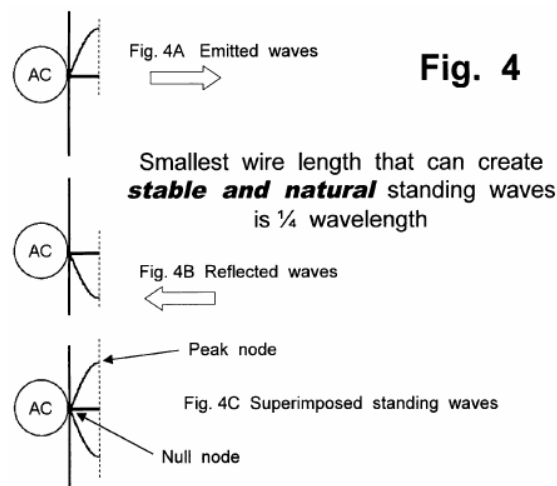 Fig. 4A Emitted waves
AC
Fig. 4
Smallest wire length that can create
stable and natural standing waves
is ¼ wavelength
AC
Fig. 4B Reflected waves
Peak node
AC
Fig. 4C Superimposed standing waves
Null node